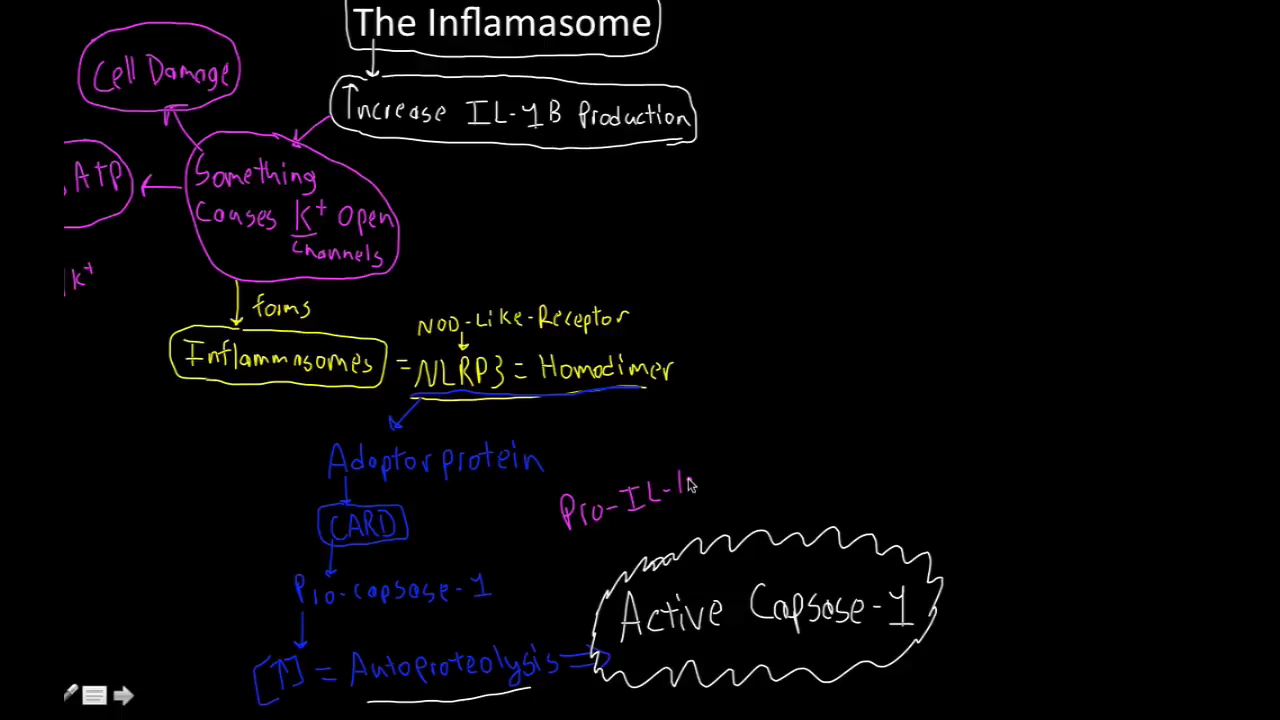 The Inflamasome
Cell Damage
↑Increase IL-1B Production
ATP
Something
causes K+ open
channels
K+
forms
NOD-Like-Receptor
Inflammasomes = NLRP3 = Homodimer
Adaptor protein
Pro-IL-1
CARD
Pro-capsase-1
Active Capsase-1
[↑] = Autoproteolysis ⇒